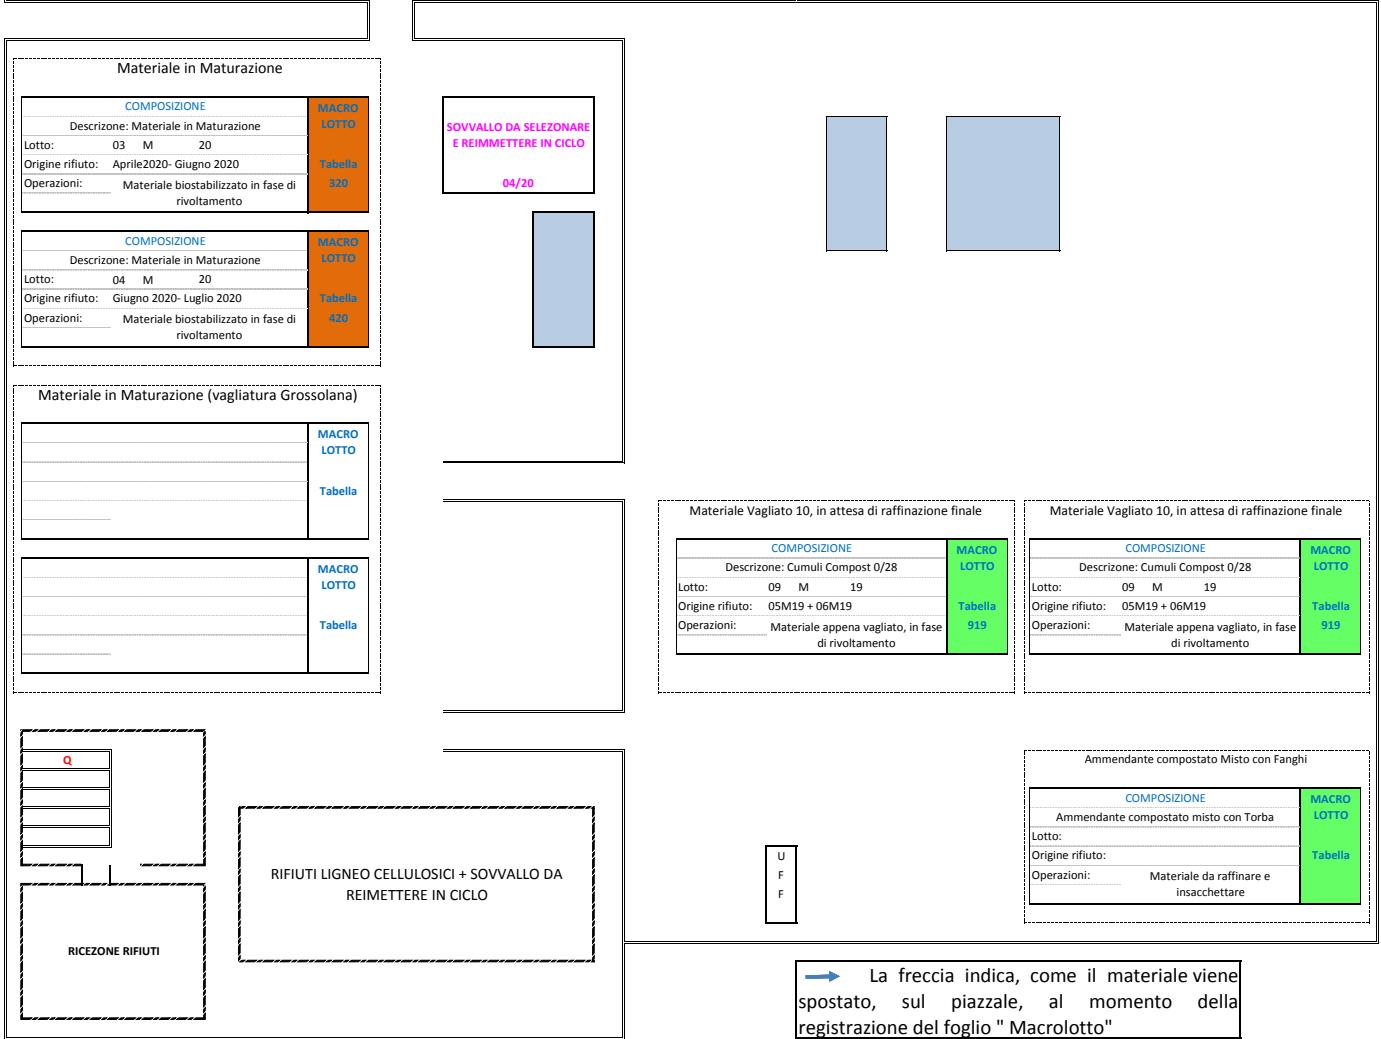 Materiale in Maturazione
COMPOSIZIONE
MACRO
LOTTO
Descrizone: Materiale in Maturazione
Lotto: 03 M 20
Origine rifiuto: Aprile2020- Giugno 2020
Tabella
Operazioni: Materiale biostabilizzato in fase di
rivoltamento
320
COMPOSIZIONE
MACRO
LOTTO
Descrizone: Materiale in Maturazione
Lotto: 04 M 20
Origine rifiuto: Giugno 2020- Luglio 2020
Tabella
Operazioni: Materiale biostabilizzato in fase di
rivoltamento
420
SOVVALLO DA SELEZONARE
E REIMMETTERE IN CICLO
04/20
Materiale in Maturazione (vagliatura Grossolana)
MACRO
LOTTO
Tabella
MACRO
LOTTO
Tabella
Materiale Vagliato 10, in attesa di raffinazione finale
COMPOSIZIONE
MACRO
LOTTO
Descrizone: Cumuli Compost 0/28
Lotto: 09 M 19
Origine rifiuto: 05M19 + 06M19
Tabella
Operazioni: Materiale appena vagliato, in fase
di rivoltamento
919
Materiale Vagliato 10, in attesa di raffinazione finale
COMPOSIZIONE
MACRO
LOTTO
Descrizone: Cumuli Compost 0/28
Lotto: 09 M 19
Origine rifiuto: 05M19 + 06M19
Tabella
Operazioni: Materiale appena vagliato, in fase
di rivoltamento
919
Q
RICEZONE RIFIUTI
RIFIUTI LIGNEO CELLULOSICI + SOVVALLO DA
REIMETTERE IN CICLO
U
F
F
Ammendante compostato Misto con Fanghi
COMPOSIZIONE
MACRO
LOTTO
Ammendante compostato misto con Torba
Lotto:
Origine rifiuto:
Tabella
Operazioni: Materiale da raffinare e
insacchettare
La freccia indica, come il materiale viene
spostato, sul piazzale, al momento della
registrazione del foglio " Macrolotto"